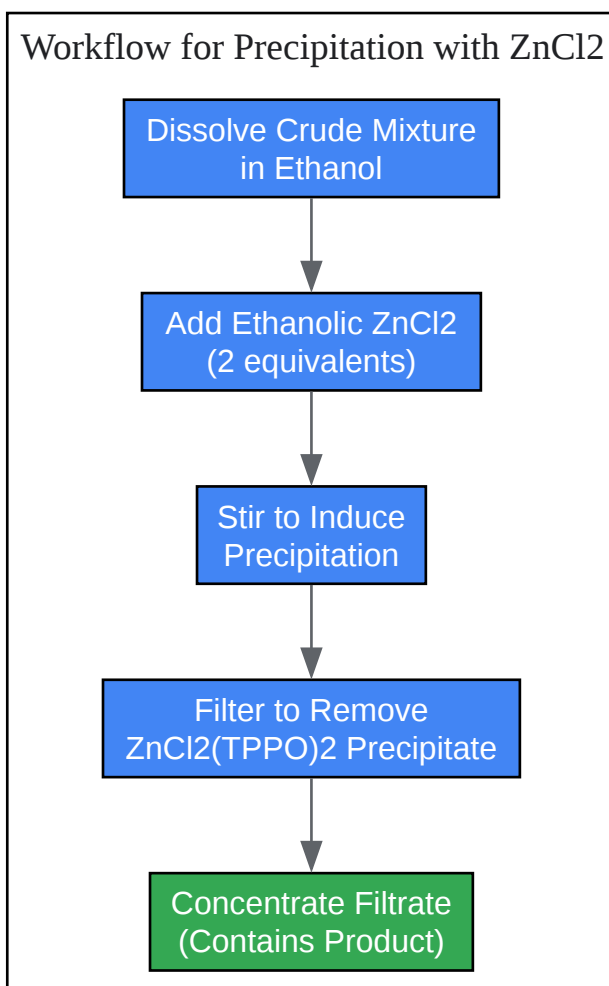 Workflow for Precipitation with ZnCl2
Dissolve Crude Mixture
in Ethanol
Add Ethanolic ZnCl2
(2 equivalents)
Stir to Induce
Precipitation
Filter to Remove
ZnCl2(TPPO)2 Precipitate
Concentrate Filtrate
(Contains Product)